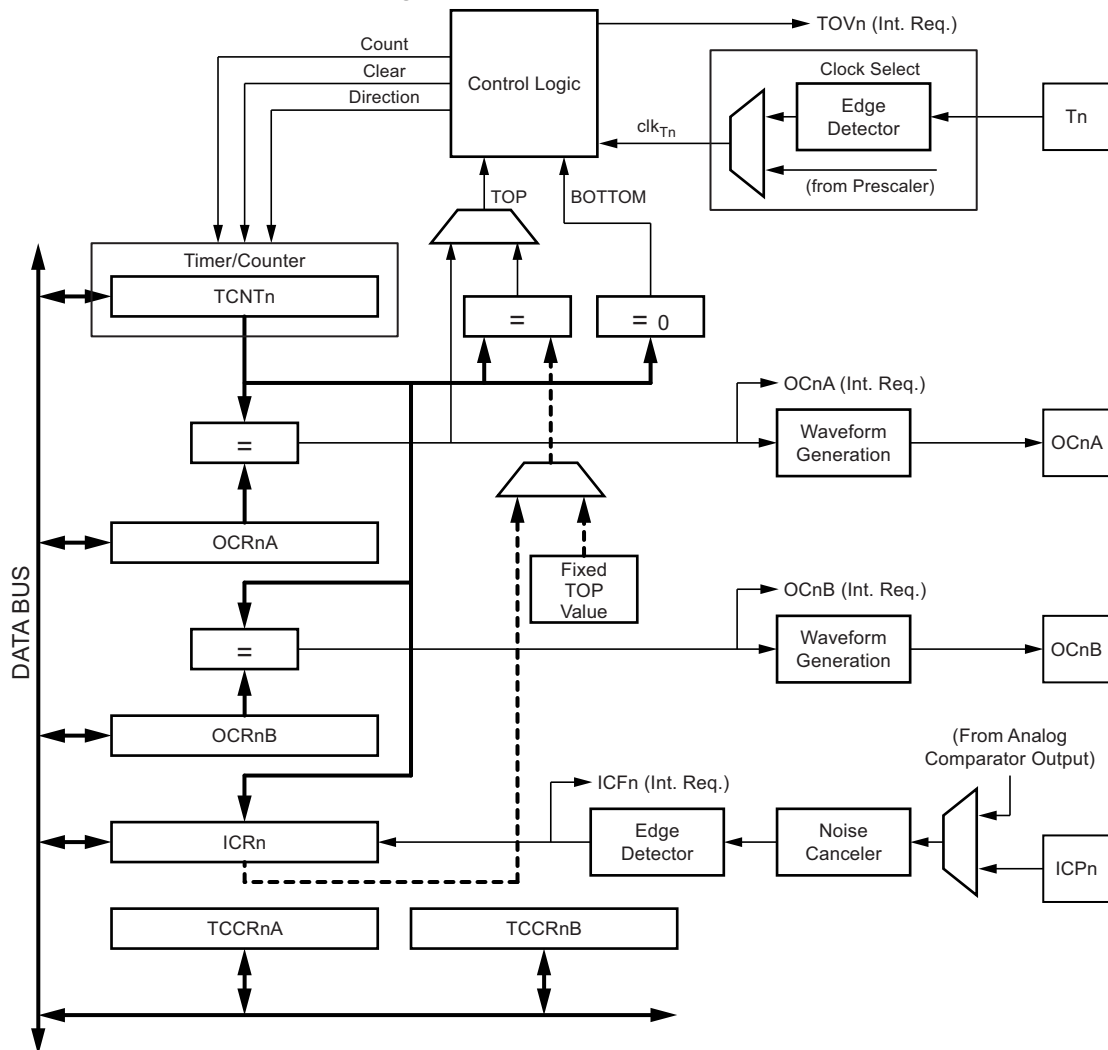 Count
Clear
Direction
Control Logic
TOVn (Int. Req.)
Clock Select
Edge
Detector
Tn
clkTn
(from Prescaler)
TOP
BOTTOM
Timer/Counter
TCNTn
=
= 0
OCnA (Int. Req.)
=
Waveform
Generation
OCnA
OCRnA
Fixed
TOP
Value
DATA BUS
OCnB (Int. Req.)
=
Waveform
Generation
OCnB
OCRnB
(From Analog
Comparator Output)
ICFn (Int. Req.)
ICRn
Edge
Detector
Noise
Canceler
ICPn
TCCRnA
TCCRnB